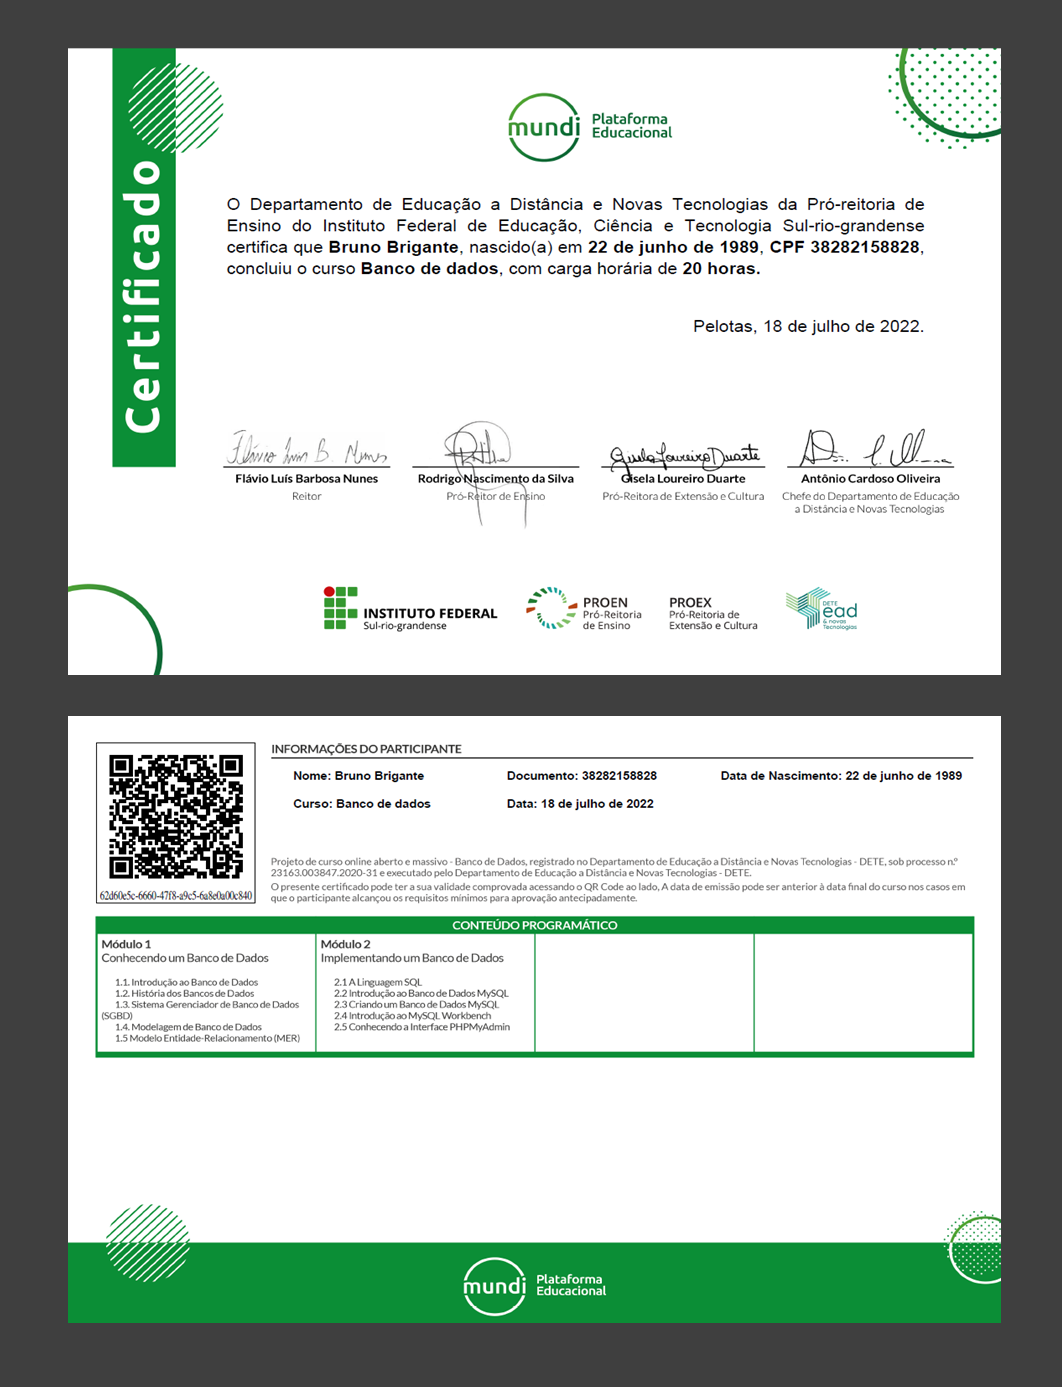 Certificado
mundi
Plataforma
Educacional
O Departamento de Educação a Distância e Novas Tecnologias da Pró-reitoria de
Ensino do Instituto Federal de Educação, Ciência e Tecnologia Sul-rio-grandense
certifica que Bruno Brigante, nascido(a) em 22 de junho de 1989, CPF 38282158828,
concluiu o curso Banco de dados, com carga horária de 20 horas.
Pelotas, 18 de julho de 2022.
Flávio Luís B. Nunes
Gisela Loureiro Duarte
Flávio Luís Barbosa Nunes
Reitor
Rodrigo Nascimento da Silva
Pró-Reitor de Ensino
Gisela Loureiro Duarte
Pró-Reitora de Extensão e Cultura
Antônio Cardoso Oliveira
Chefe do Departamento de Educação
a Distância e Novas Tecnologias
INSTITUTO FEDERAL
Sul-rio-grandense
PROEN
Pró-Reitoria
de Ensino
PROEX
Pró-Reitoria de
Extensão e Cultura
DETE
ead
& novas
Tecnologias
62d60e5c-6660-47f8-a9c5-6a8e0a00c840
INFORMAÇÕES DO PARTICIPANTE
Nome: Bruno Brigante
Documento: 38282158828
Data de Nascimento: 22 de junho de 1989
Curso: Banco de dados
Data: 18 de julho de 2022
Projeto de curso online aberto e massivo - Banco de Dados, registrado no Departamento de Educação a Distância e Novas Tecnologias - DETE, sob processo n.º
23163.003847.2020-31 e executado pelo Departamento de Educação a Distância e Novas Tecnologias - DETE.
O presente certificado pode ter a sua validade comprovada acessando o QR Code ao lado, A data de emissão pode ser anterior à data final do curso nos casos em
que o participante alcançou os requisitos mínimos para aprovação antecipadamente.
CONTEÚDO PROGRAMÁTICO
Módulo 1
Conhecendo um Banco de Dados
1.1. Introdução ao Banco de Dados
1.2. História dos Bancos de Dados
1.3. Sistema Gerenciador de Banco de Dados
(SGBD)
1.4. Modelagem de Banco de Dados
1.5 Modelo Entidade-Relacionamento (MER)
Módulo 2
Implementando um Banco de Dados
2.1 A Linguagem SQL
2.2 Introdução ao Banco de Dados MySQL
2.3 Criando um Banco de Dados MySQL
2.4 Introdução ao MySQL Workbench
2.5 Conhecendo a Interface PHPMyAdmin
mundi
Plataforma
Educacional